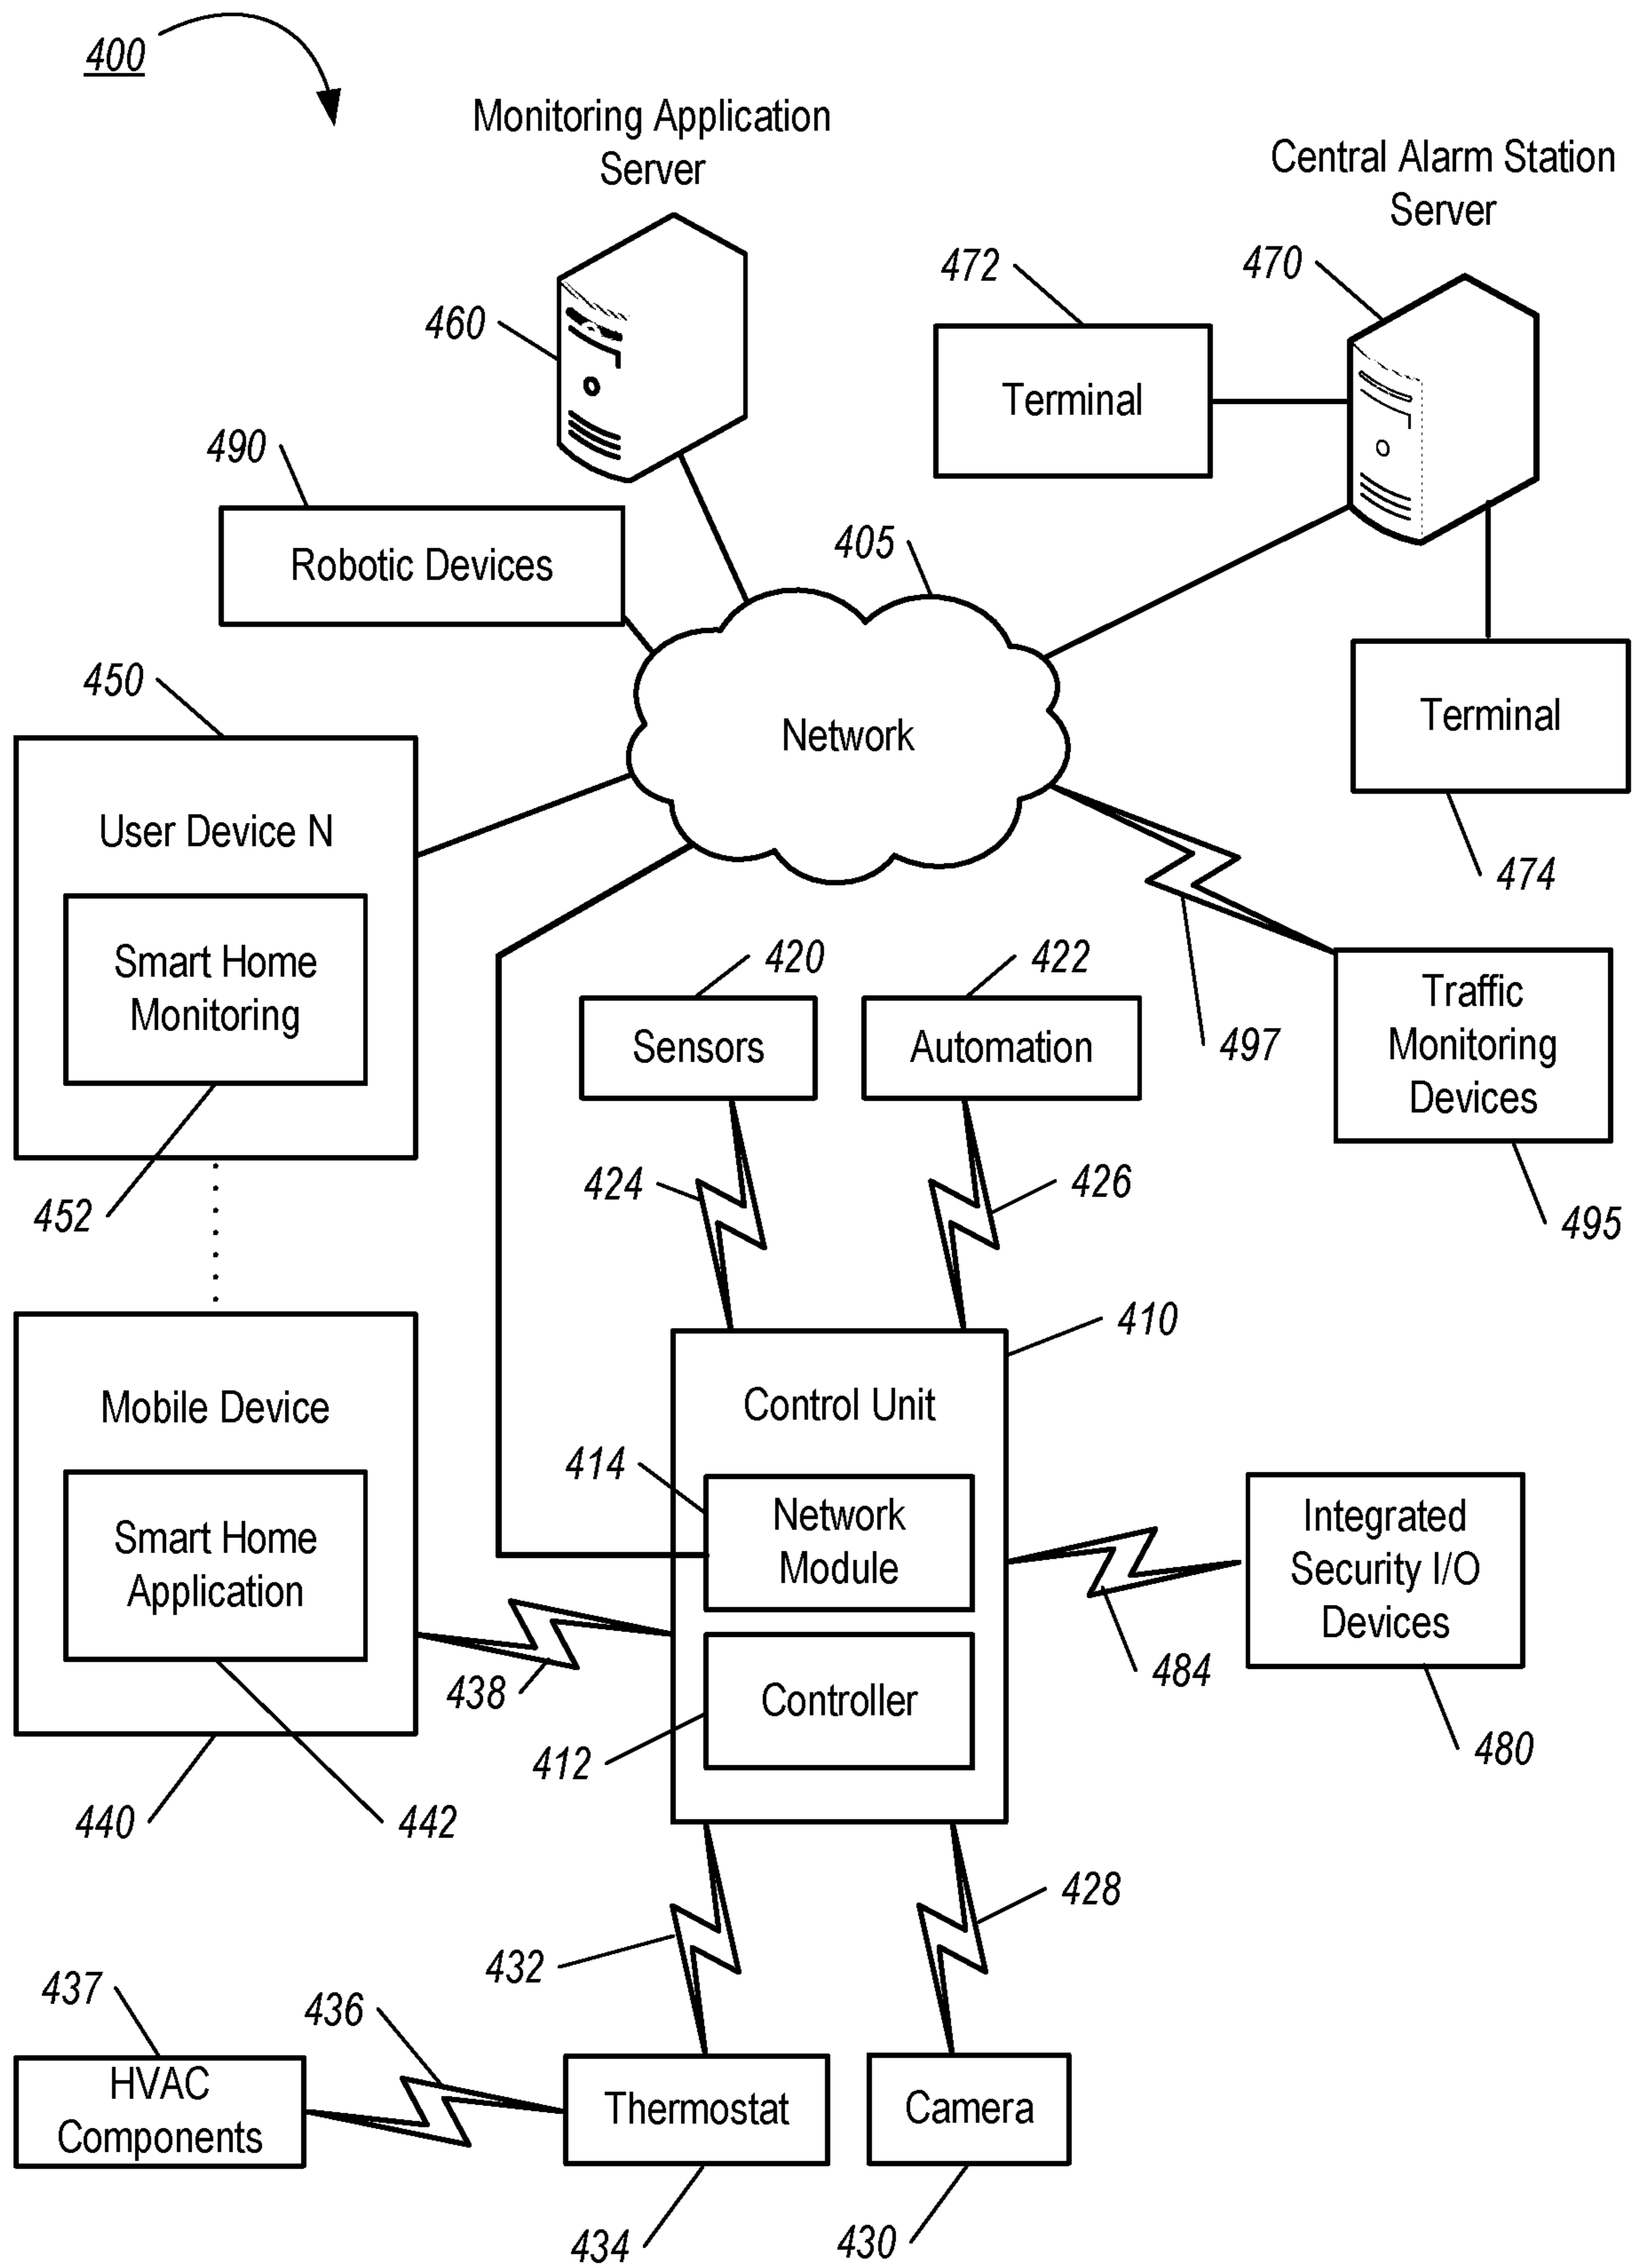 400
Monitoring Application
Server
Central Alarm Station
Server
472
470
460
Terminal
490
405
Robotic Devices
450
Network
Terminal
User Device N
474
Smart Home
Monitoring
420
422
Sensors
Automation
497
Traffic
Monitoring
Devices
424
426
452
495
410
Mobile Device
Control Unit
414
Network
Module
Integrated
Security I/O
Devices
Smart Home
Application
438
484
Controller
412
480
440
442
428
432
437
436
HVAC
Components
Thermostat
Camera
434
430